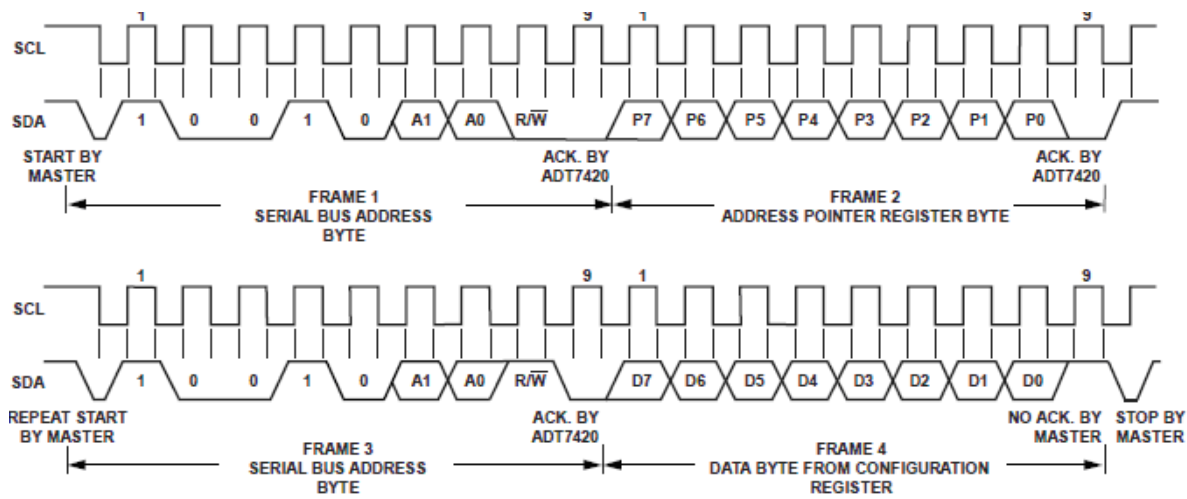 1 9 1 9
SCL
SDA 1 0 0 1 0 A1 A0 R/W̅ P7 P6 P5 P4 P3 P2 P1 P0
START BY
MASTER
ACK. BY
ADT7420
ACK. BY
ADT7420
FRAME 1
SERIAL BUS ADDRESS
BYTE
FRAME 2
ADDRESS POINTER REGISTER BYTE
1 9 1 9
SCL
SDA 1 0 0 1 0 A1 A0 R/W̅ D7 D6 D5 D4 D3 D2 D1 D0
REPEAT START
BY MASTER
ACK. BY
ADT7420
NO ACK. BY
MASTER
STOP BY
MASTER
FRAME 3
SERIAL BUS ADDRESS
BYTE
FRAME 4
DATA BYTE FROM CONFIGURATION
REGISTER